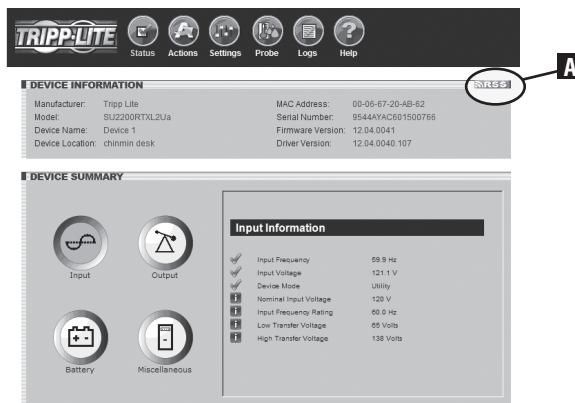 TRIPP·LITE
Status Actions Settings Probe Logs Help
A
DEVICE INFORMATION
RSS
Manufacturer: Tripp Lite
Model: SU2200RTXL2Ua
Device Name: Device 1
Device Location: chinmin desk
MAC Address: 00-06-67-20-AB-62
Serial Number: 9544AYAC601500766
Firmware Version: 12.04.0041
Driver Version: 12.04.0040.107
DEVICE SUMMARY
Input
Output
Battery
Miscellaneous
Input Information
Input Frequency 59.9 Hz
Input Voltage 121.1 V
Device Mode Utility
Nominal Input Voltage 120 V
Input Frequency Rating 60.0 Hz
Low Transfer Voltage 65 Volts
High Transfer Voltage 138 Volts